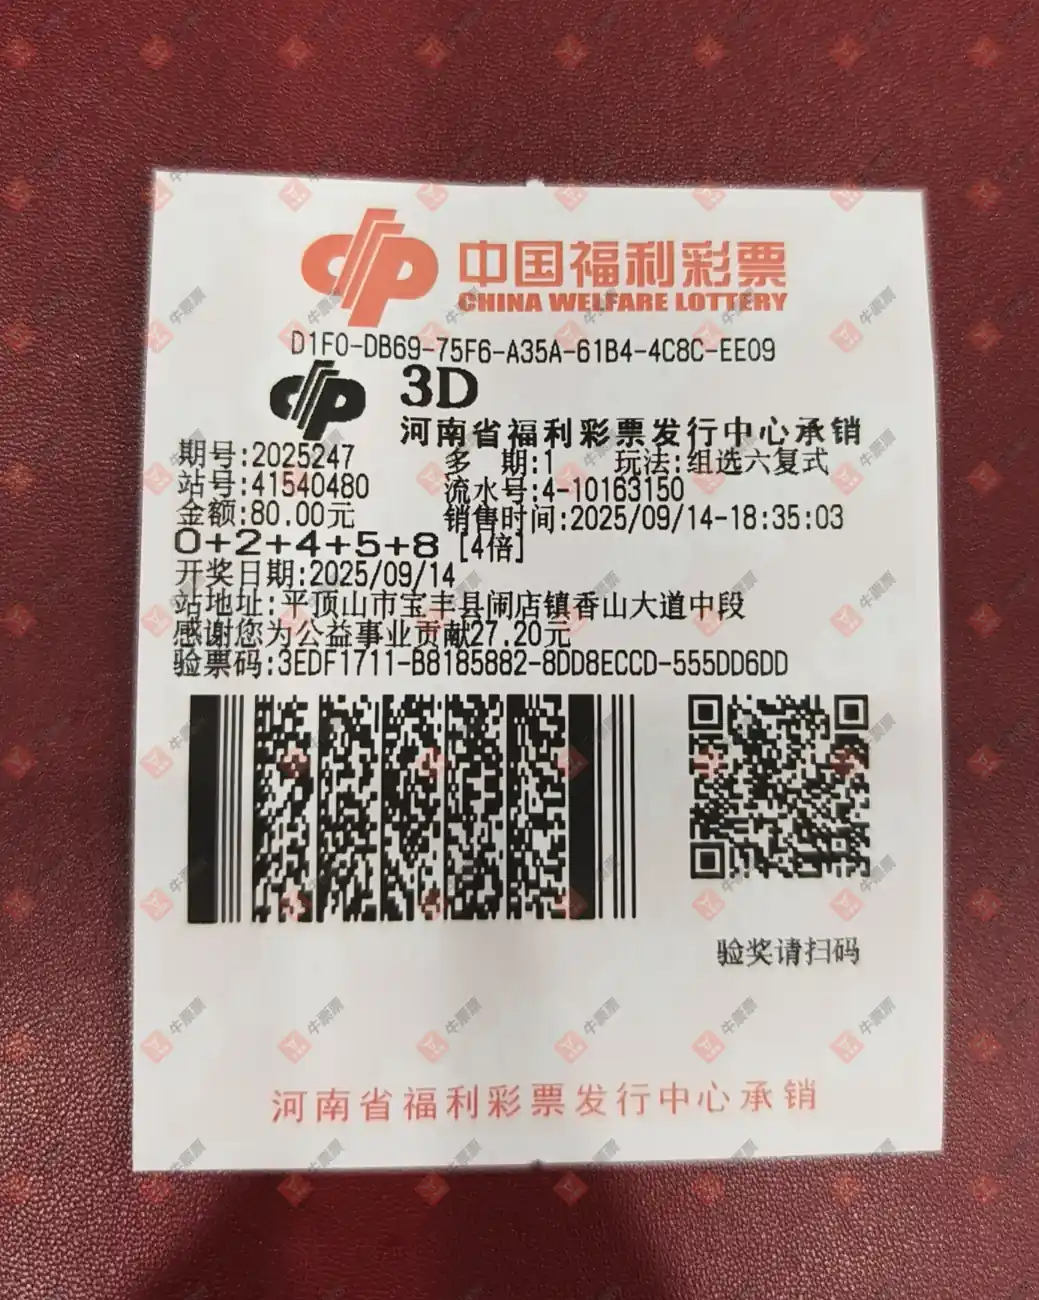 中国福利彩票
CHINA WELFARE LOTTERY
D1F0-DB69-75F6-A35A-61B4-4C8C-EE09
3D
河南省福利彩票发行中心承销
期号:2025247 多 期:1 玩法:组选六复式
站号:41540480 流水号:4-10163150
金额:80.00元 销售时间:2025/09/14-18:35:03
0+2+4+5+8 [4倍]
开奖日期:2025/09/14
站地址:平顶山市宝丰县闹店镇香山大道中段
感谢您为公益事业贡献27.20元
验票码:3EDF1711-B8185882-8DD8ECCD-555DD6DD
验奖请扫码
河南省福利彩票发行中心承销
牛票票